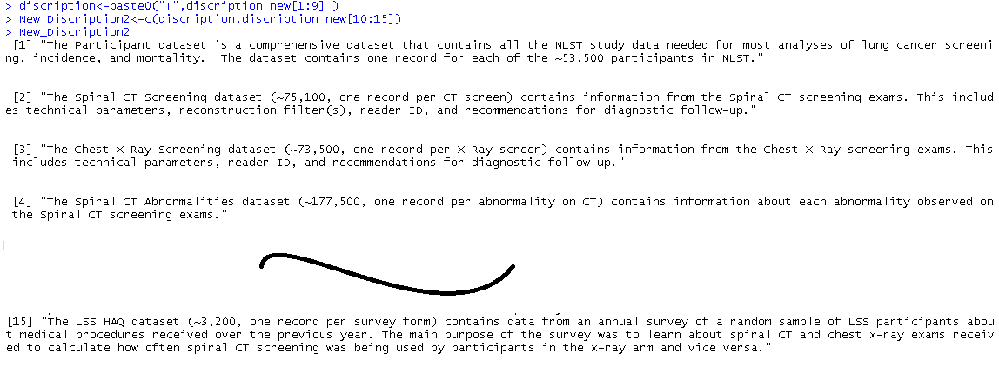 > discription<-paste0("T",discription_new[1:9] )
> New_Discription2<-c(discription,discription_new[10:15])
> New_Discription2
[1] "The Participant dataset is a comprehensive dataset that contains all the NLST study data needed for most analyses of lung cancer screeni
ng, incidence, and mortality.  The dataset contains one record for each of the ~53,500 participants in NLST."
[2] "The Spiral CT Screening dataset (~75,100, one record per CT screen) contains information from the Spiral CT screening exams. This includ
es technical parameters, reconstruction filter(s), reader ID, and recommendations for diagnostic follow-up."
[3] "The Chest X-Ray Screening dataset (~73,500, one record per X-Ray screen) contains information from the Chest X-Ray screening exams. This
includes technical parameters, reader ID, and recommendations for diagnostic follow-up."
[4] "The Spiral CT Abnormalities dataset (~177,500, one record per abnormality on CT) contains information about each abnormality observed on
the Spiral CT screening exams."
[15] "The LSS HAQ dataset (~3,200, one record per survey form) contains data from an annual survey of a random sample of LSS participants abou
t medical procedures received over the previous year. The main purpose of the survey was to learn about spiral CT and chest x-ray exams receiv
ed to calculate how often spiral CT screening was being used by participants in the x-ray arm and vice versa."